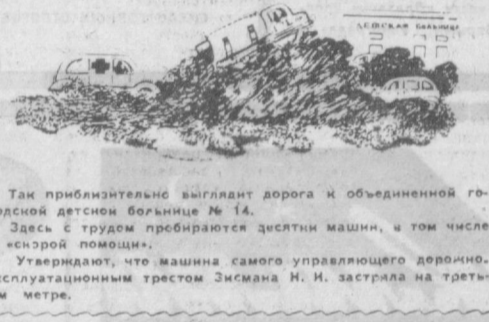 ДЕТСКАЯ БОЛЬНИЦА
Так приблизительно выглядит дорога к объединенной го-
одской детской больнице № 14.
Здесь с трудом пробираются десятки машин, в том числе
«скорой помощи».
Утверждают, что машина самого управляющего дорожно-
эксплуатационным трестом Зисмана Н. И. застряла на треть-
ем метре.